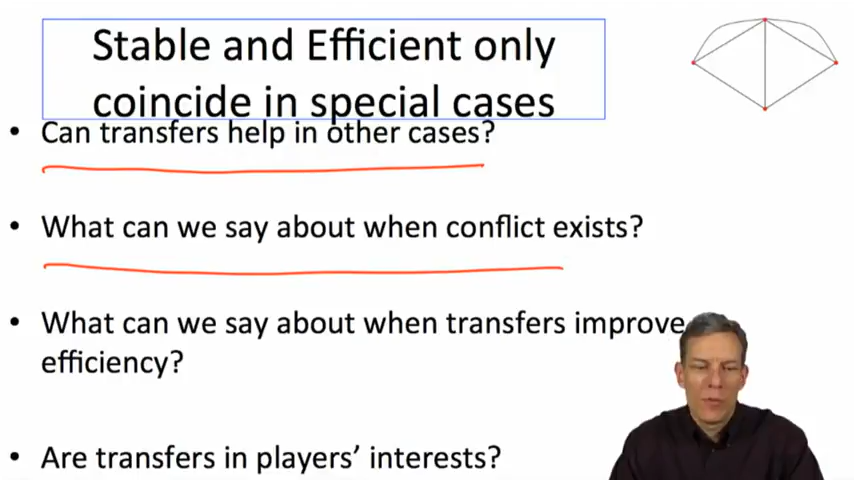 Stable and Efficient only
coincide in special cases
• Can transfers help in other cases?
• What can we say about when conflict exists?
• What can we say about when transfers improve
efficiency?
• Are transfers in players’ interests?